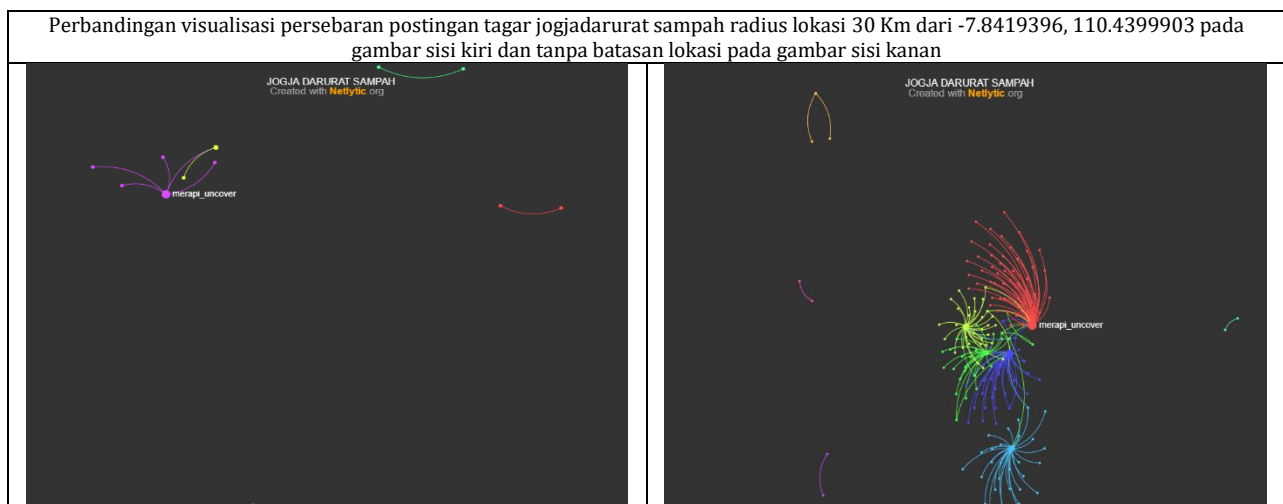 Perbandingan visualisasi persebaran postingan tagar jogjadarurat sampah radius lokasi 30 Km dari -7.8419396, 110.4399903 pada
gambar sisi kiri dan tanpa batasan lokasi pada gambar sisi kanan
JOGJA DARURAT SAMPAH
Created with Netlytic.org
merapi_uncover
JOGJA DARURAT SAMPAH
Created with Netlytic.org
merapi_uncover